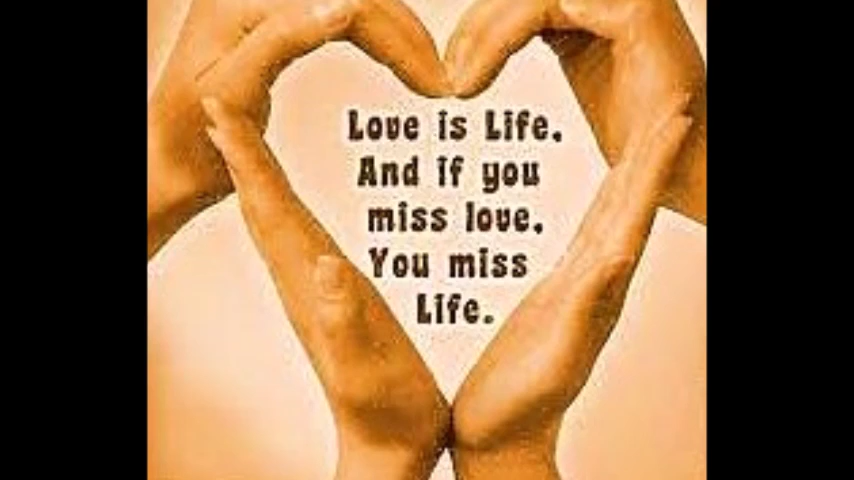 Love is Life.
And if you
miss love.
You miss
Life.